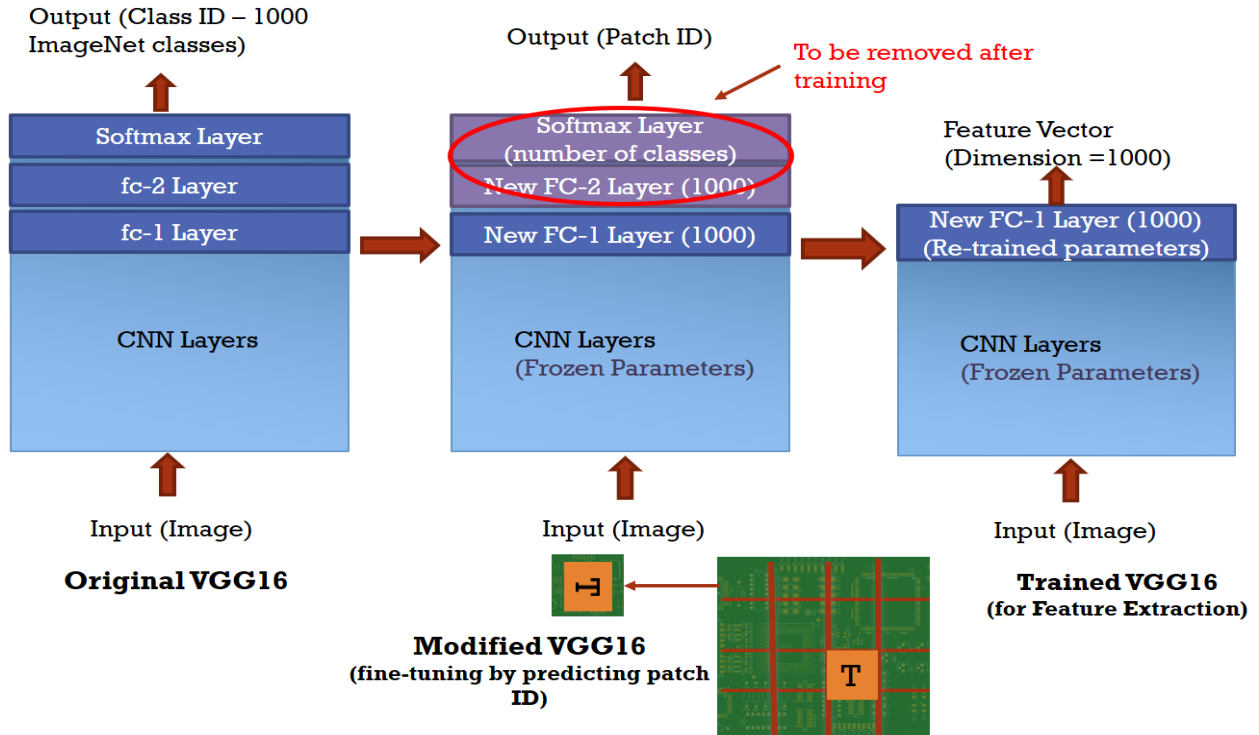 Output (Class ID – 1000
ImageNet classes)
Softmax Layer
fc-2 Layer
fc-1 Layer
CNN Layers
Input (Image)
Original VGG16
Output (Patch ID)
To be removed after
training
Softmax Layer
(number of classes)
New FC-2 Layer (1000)
New FC-1 Layer (1000)
CNN Layers
(Frozen Parameters)
Input (Image)
T
Modified VGG16
(fine-tuning by predicting patch
ID)
T
Feature Vector
(Dimension =1000)
New FC-1 Layer (1000)
(Re-trained parameters)
CNN Layers
(Frozen Parameters)
Input (Image)
Trained VGG16
(for Feature Extraction)